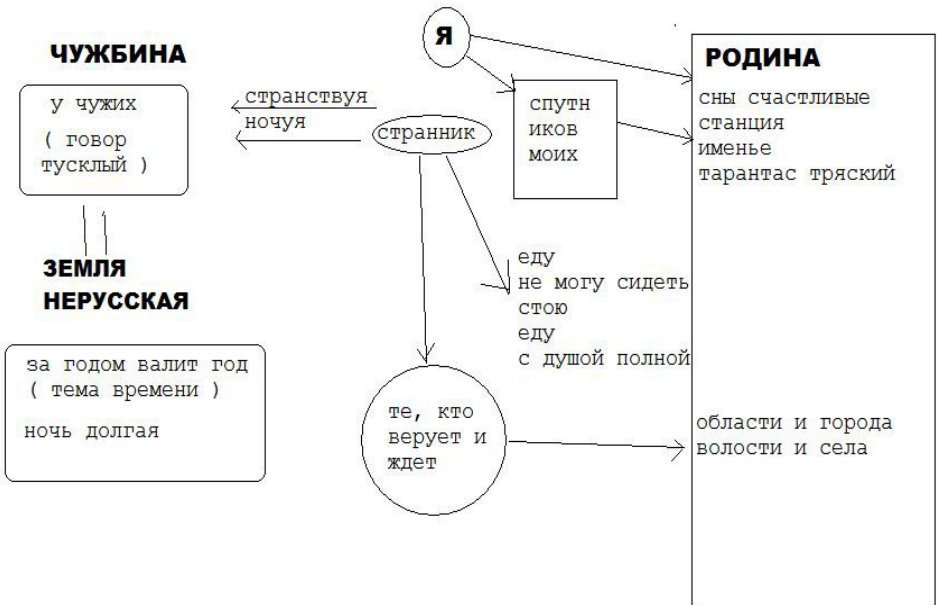 Я
ЧУЖБИНА
у чужих
( говор
тусклый )
странствуя
ночуя
странник
спутн
иков
моих
РОДИНА
сны счастливые
станция
именье
тарантас тряский
ЗЕМЛЯ
НЕРУССКАЯ
еду
не могу сидеть
стою
еду
с душой полной
за годом валит год
( тема времени )
ночь долгая
те, кто
верует и
ждет
области и города
волости и села